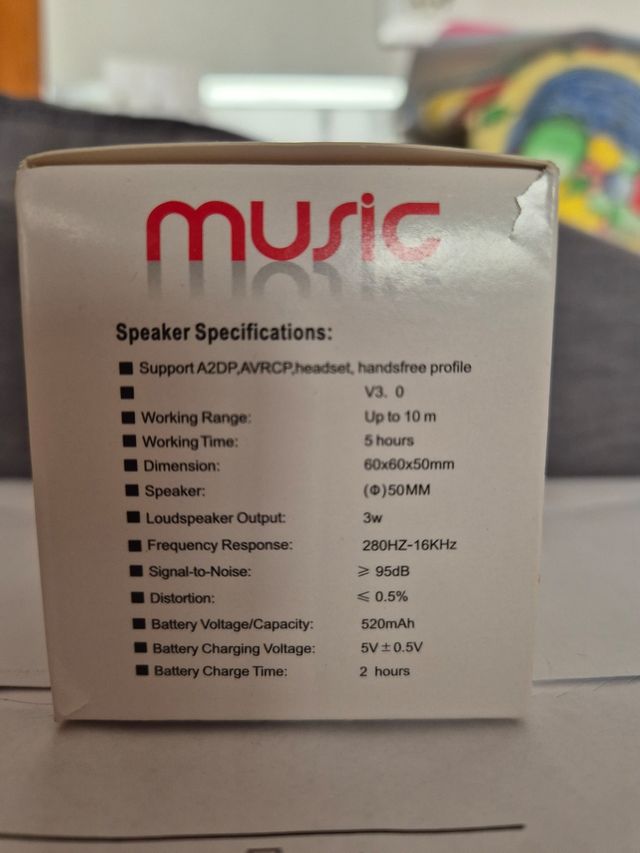 music
Speaker Specifications:
■ Support A2DP,AVRCP,headset, handsfree profile
■ V3. 0
■ Working Range: Up to 10 m
■ Working Time: 5 hours
■ Dimension: 60x60x50mm
■ Speaker: (Φ)50MM
■ Loudspeaker Output: 3w
■ Frequency Response: 280HZ-16KHz
■ Signal-to-Noise: ⩾ 95dB
■ Distortion: ⩽ 0.5%
■ Battery Voltage/Capacity: 520mAh
■ Battery Charging Voltage: 5V±0.5V
■ Battery Charge Time: 2 hours